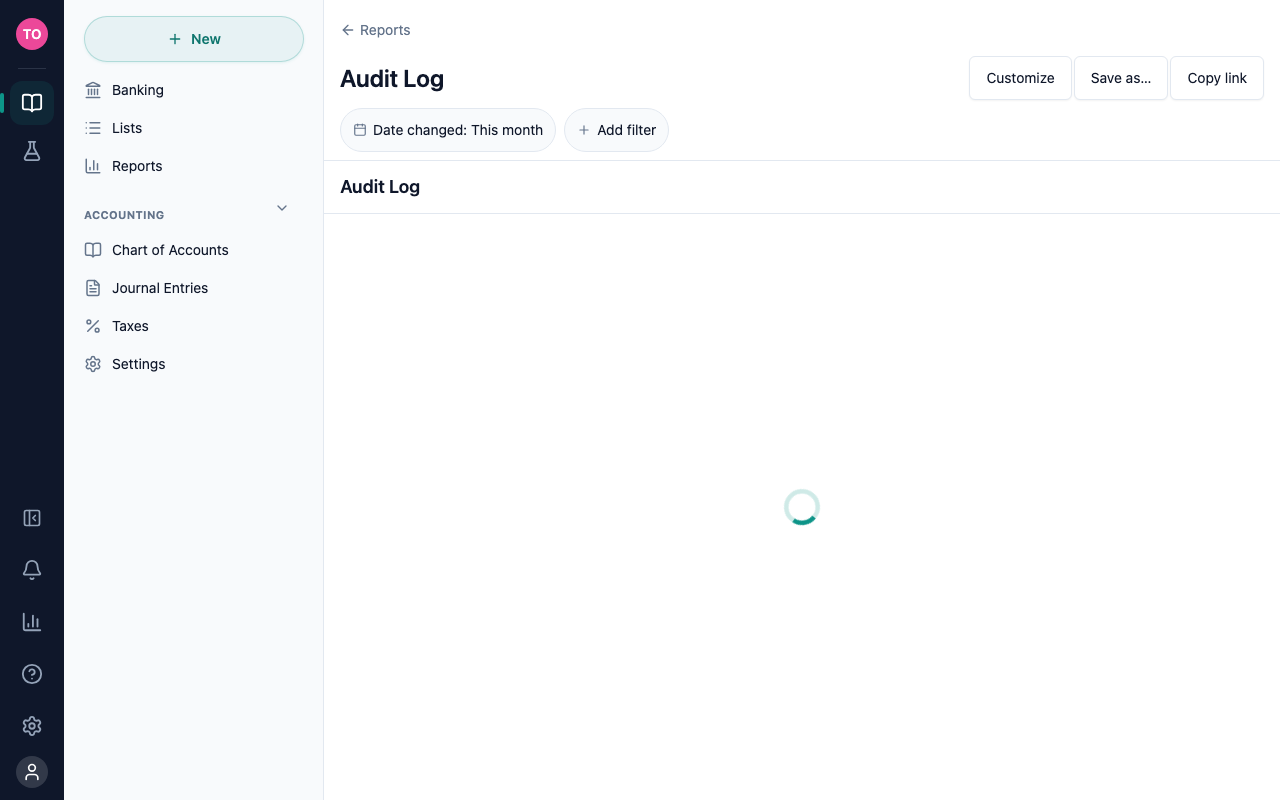 TO
New
Banking
Lists
Reports
ACCOUNTING
Chart of Accounts
Journal Entries
Taxes
Settings
Reports
Audit Log
Customize
Save as...
Copy link
Date changed: This month
Add filter
Audit Log